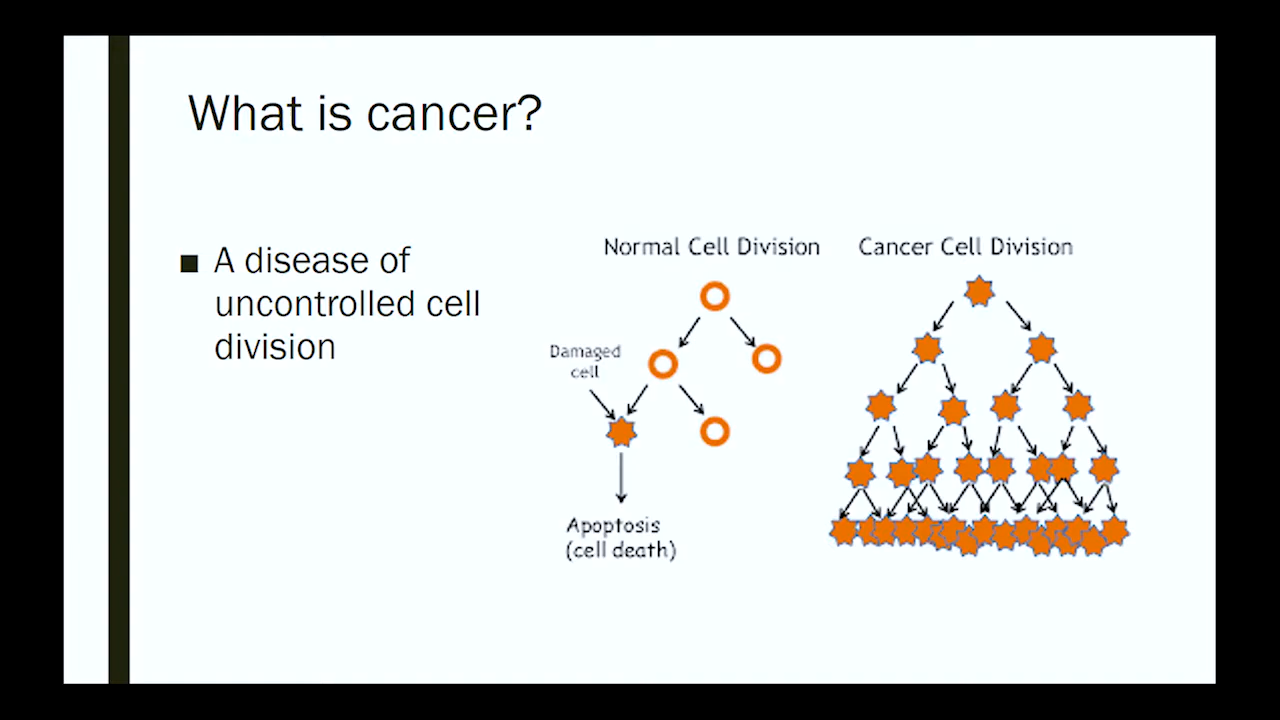 What is cancer?
■ A disease of
uncontrolled cell
division
Normal Cell Division
Cancer Cell Division
Damaged
cell
Apoptosis
(cell death)